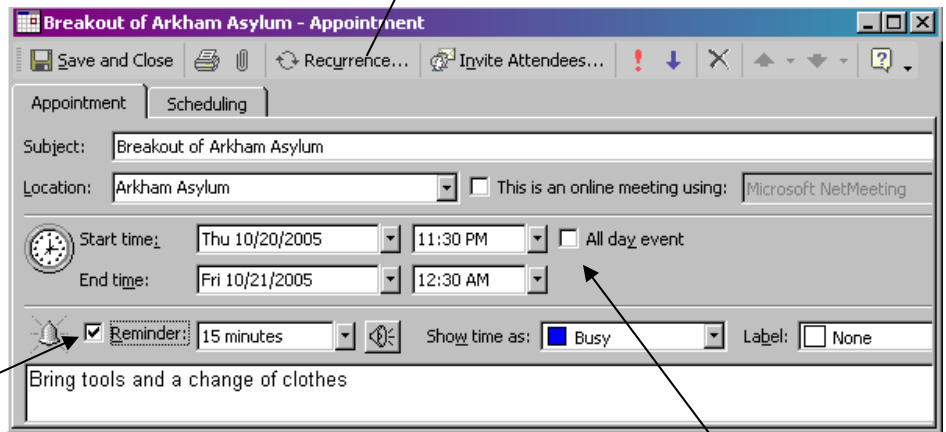 Breakout of Arkham Asylum - Appointment
Save and Close Recurrence... Invite Attendees...
Appointment Scheduling
Subject: Breakout of Arkham Asylum
Location: Arkham Asylum This is an online meeting using: Microsoft NetMeeting
Start time: Thu 10/20/2005 11:30 PM All day event
End time: Fri 10/21/2005 12:30 AM
Reminder: 15 minutes Show time as: Busy Label: None
Bring tools and a change of clothes